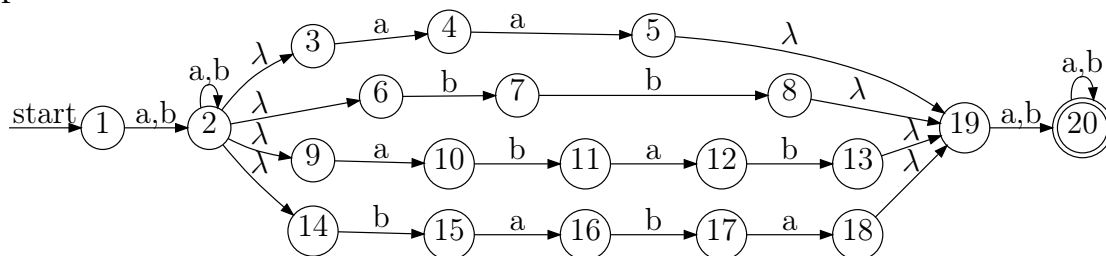 a a
3 4 5 λ
a,b λ a,b
λ 6 b 7 b 8 λ
start 1 a,b 2 λ 19 a,b 20
λ 9 a 10 b 11 a 12 b 13 λ
λ λ
14 b 15 a 16 b 17 a 18